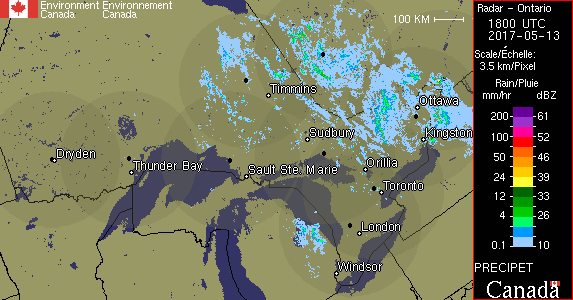 Environment Environnement
Canada Canada
100 KM
Timmins
Ottawa
Sudbury
Kingston
Dryden
Thunder Bay
Sault Ste. Marie
Orillia
Toronto
London
Windsor
Radar - Ontario
1800 UTC
2017-05-13
Scale/Échelle:
3.5 km/Pixel
Rain/Pluie
mm/hr dBZ
200 61
100 52
50 46
24 39
12 33
4 26
0.1 10
PRECIPET
Canada